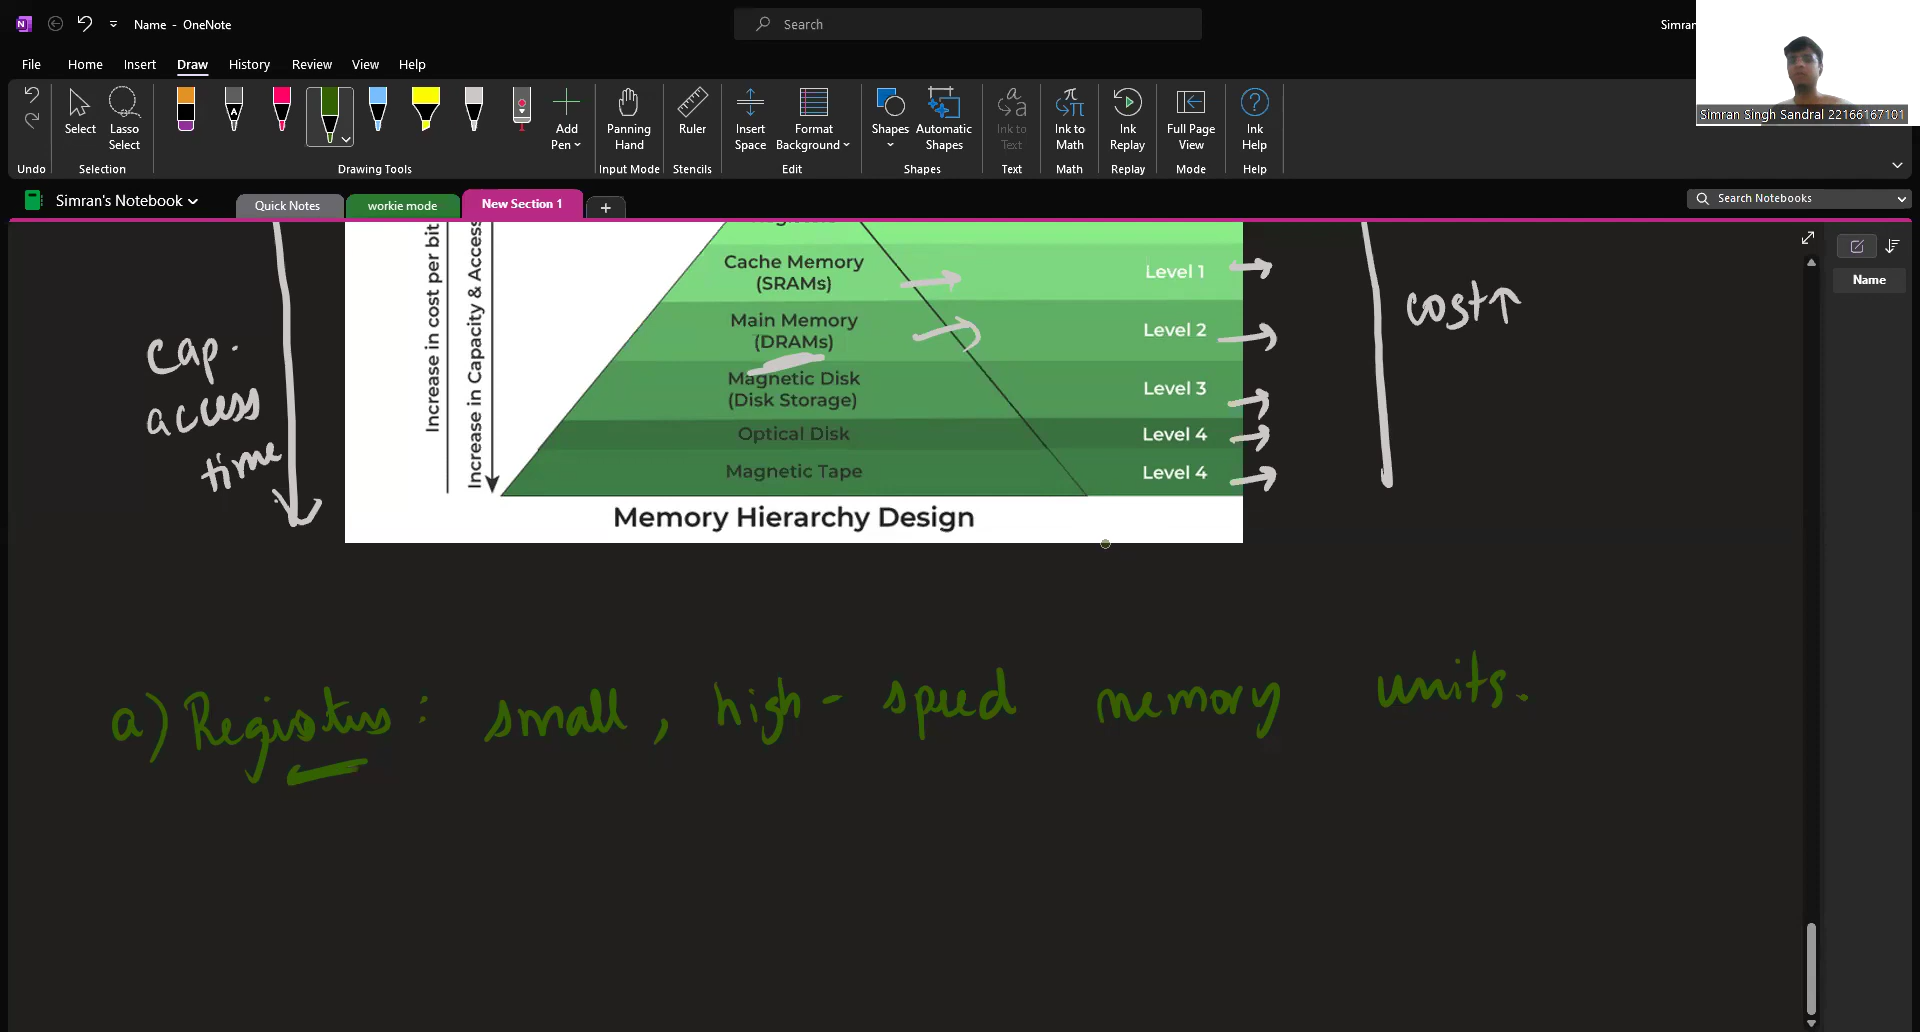 Name - OneNote
Search
Simran
File Home Insert Draw History Review View Help
Simran Singh Sandral 22166167101
Select
Lasso Select
Add Pen
Panning Hand
Ruler
Insert Space
Format Background
Shapes
Automatic Shapes
Ink to Text
Ink to Math
Ink Replay
Full Page View
Ink Help
Undo Selection Drawing Tools Input Mode Stencils Edit Shapes Text Math Replay Mode Help
Simran's Notebook
Quick Notes
workie mode
New Section 1
Search Notebooks
Name
Increase in cost per bit
Increase in Capacity & Access
Cache Memory
(SRAMs)
Level 1
Main Memory
(DRAMs)
Level 2
Magnetic Disk
(Disk Storage)
Level 3
Optical Disk
Level 4
Magnetic Tape
Level 4
Memory Hierarchy Design
cap.
access
time
cost↑
a) Registers : small, high - speed memory units.